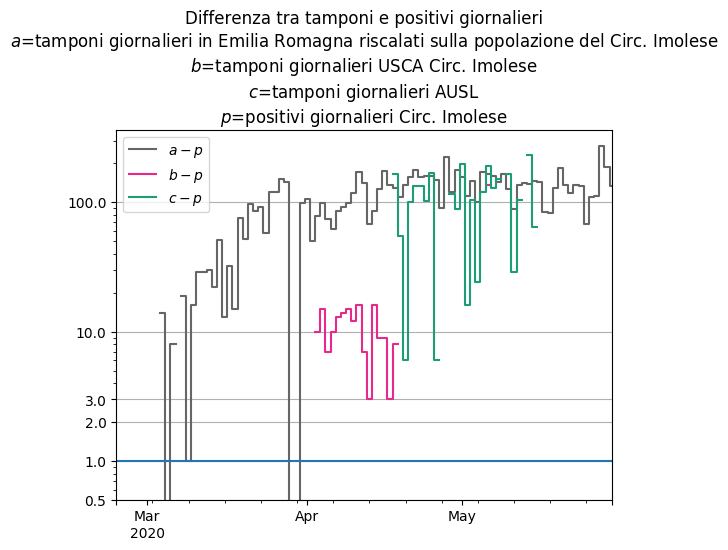 Differenza tra tamponi e positivi giornalieri
a=tamponi giornalieri in Emilia Romagna riscalati sulla popolazione del Circ. Imolese
b=tamponi giornalieri USCA Circ. Imolese
c=tamponi giornalieri AUSL
p=positivi giornalieri Circ. Imolese
a − p
b − p
c − p
100.0
10.0
3.0
2.0
1.0
0.5
Mar
2020
Apr
May